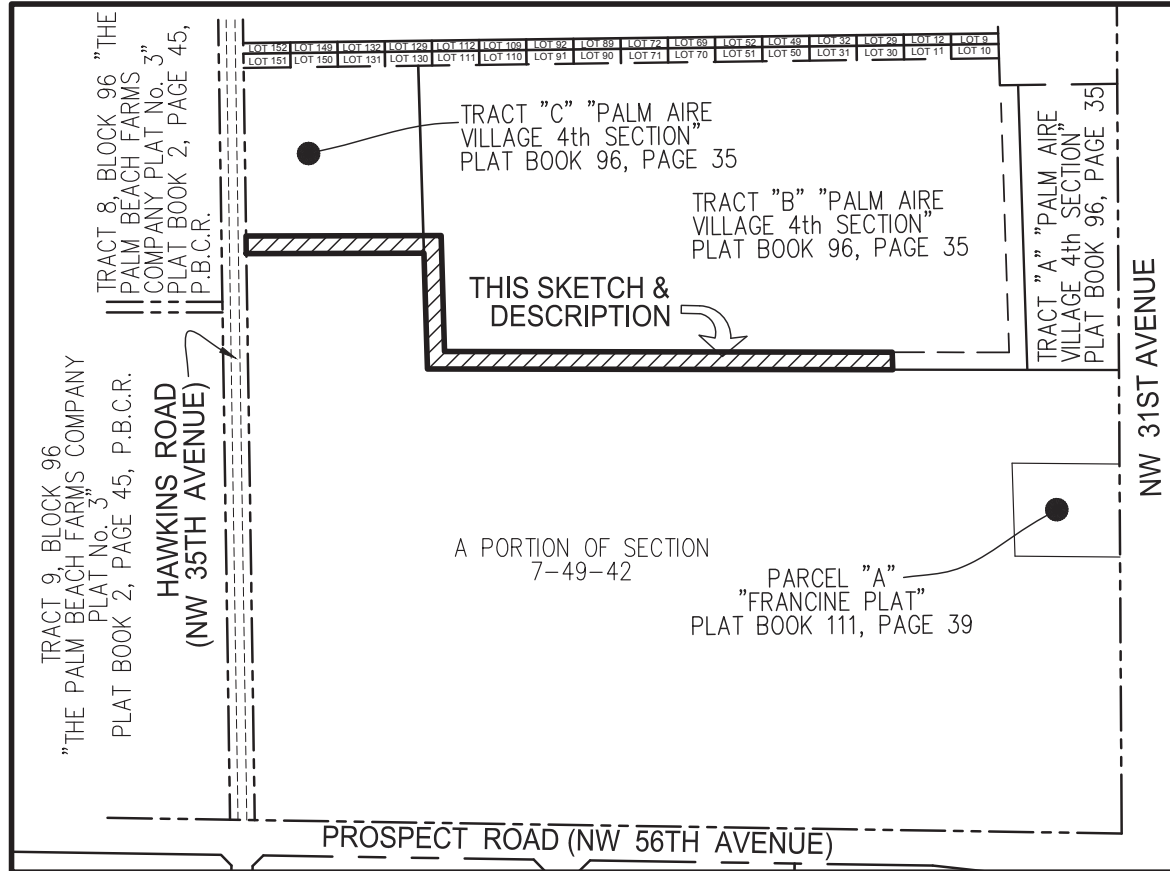 LOT 152 LOT 149 LOT 132 LOT 129 LOT 112 LOT 109 LOT 92 LOT 89 LOT 72 LOT 69 LOT 52 LOT 49 LOT 32 LOT 29 LOT 12 LOT 9
LOT 151 LOT 150 LOT 131 LOT 130 LOT 111 LOT 110 LOT 91 LOT 90 LOT 71 LOT 70 LOT 51 LOT 50 LOT 31 LOT 30 LOT 11 LOT 10
TRACT 8, BLOCK 96 "THE
PALM BEACH FARMS
COMPANY PLAT No. 3"
PLAT BOOK 2, PAGE 45,
P.B.C.R.
TRACT "C" "PALM AIRE
VILLAGE 4th SECTION"
PLAT BOOK 96, PAGE 35
TRACT "B" "PALM AIRE
VILLAGE 4th SECTION"
PLAT BOOK 96, PAGE 35
TRACT "A" "PALM AIRE
VILLAGE 4th SECTION"
PLAT BOOK 96, PAGE 35
THIS SKETCH &
DESCRIPTION
NW 31ST AVENUE
TRACT 9, BLOCK 96
"THE PALM BEACH FARMS COMPANY
PLAT No. 3"
PLAT BOOK 2, PAGE 45, P.B.C.R.
HAWKINS ROAD
(NW 35TH AVENUE)
A PORTION OF SECTION
7-49-42
PARCEL "A"
"FRANCINE PLAT"
PLAT BOOK 111, PAGE 39
PROSPECT ROAD (NW 56TH AVENUE)